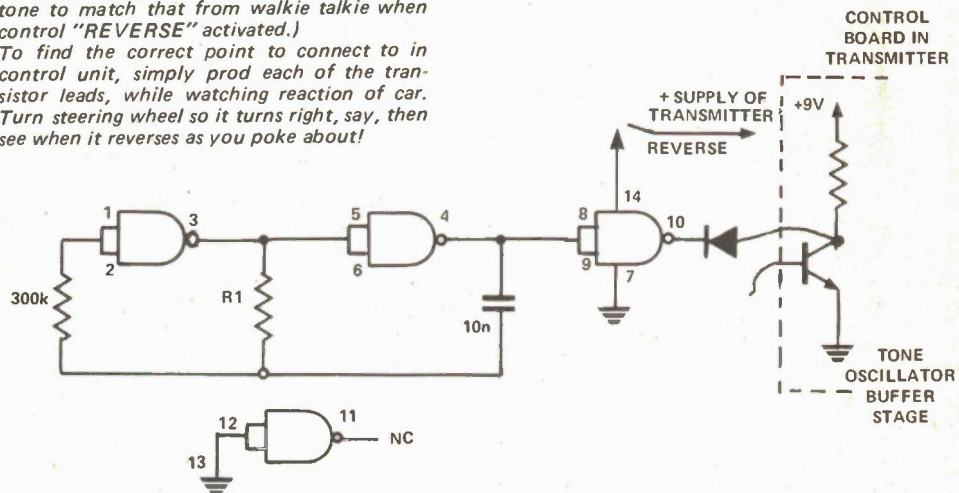 tone to match that from walkie talkie when
control "REVERSE" activated.)
To find the correct point to connect to in
control unit, simply prod each of the tran-
sistor leads, while watching reaction of car.
Turn steering wheel so it turns right, say, then
see when it reverses as you poke about!
CONTROL
BOARD IN
TRANSMITTER
+ SUPPLY OF
TRANSMITTER
REVERSE
+9V
14
1
3
2
5
4
6
8
10
9
7
300k
R1
10n
TONE
OSCILLATOR
BUFFER
STAGE
12
11
NC
13